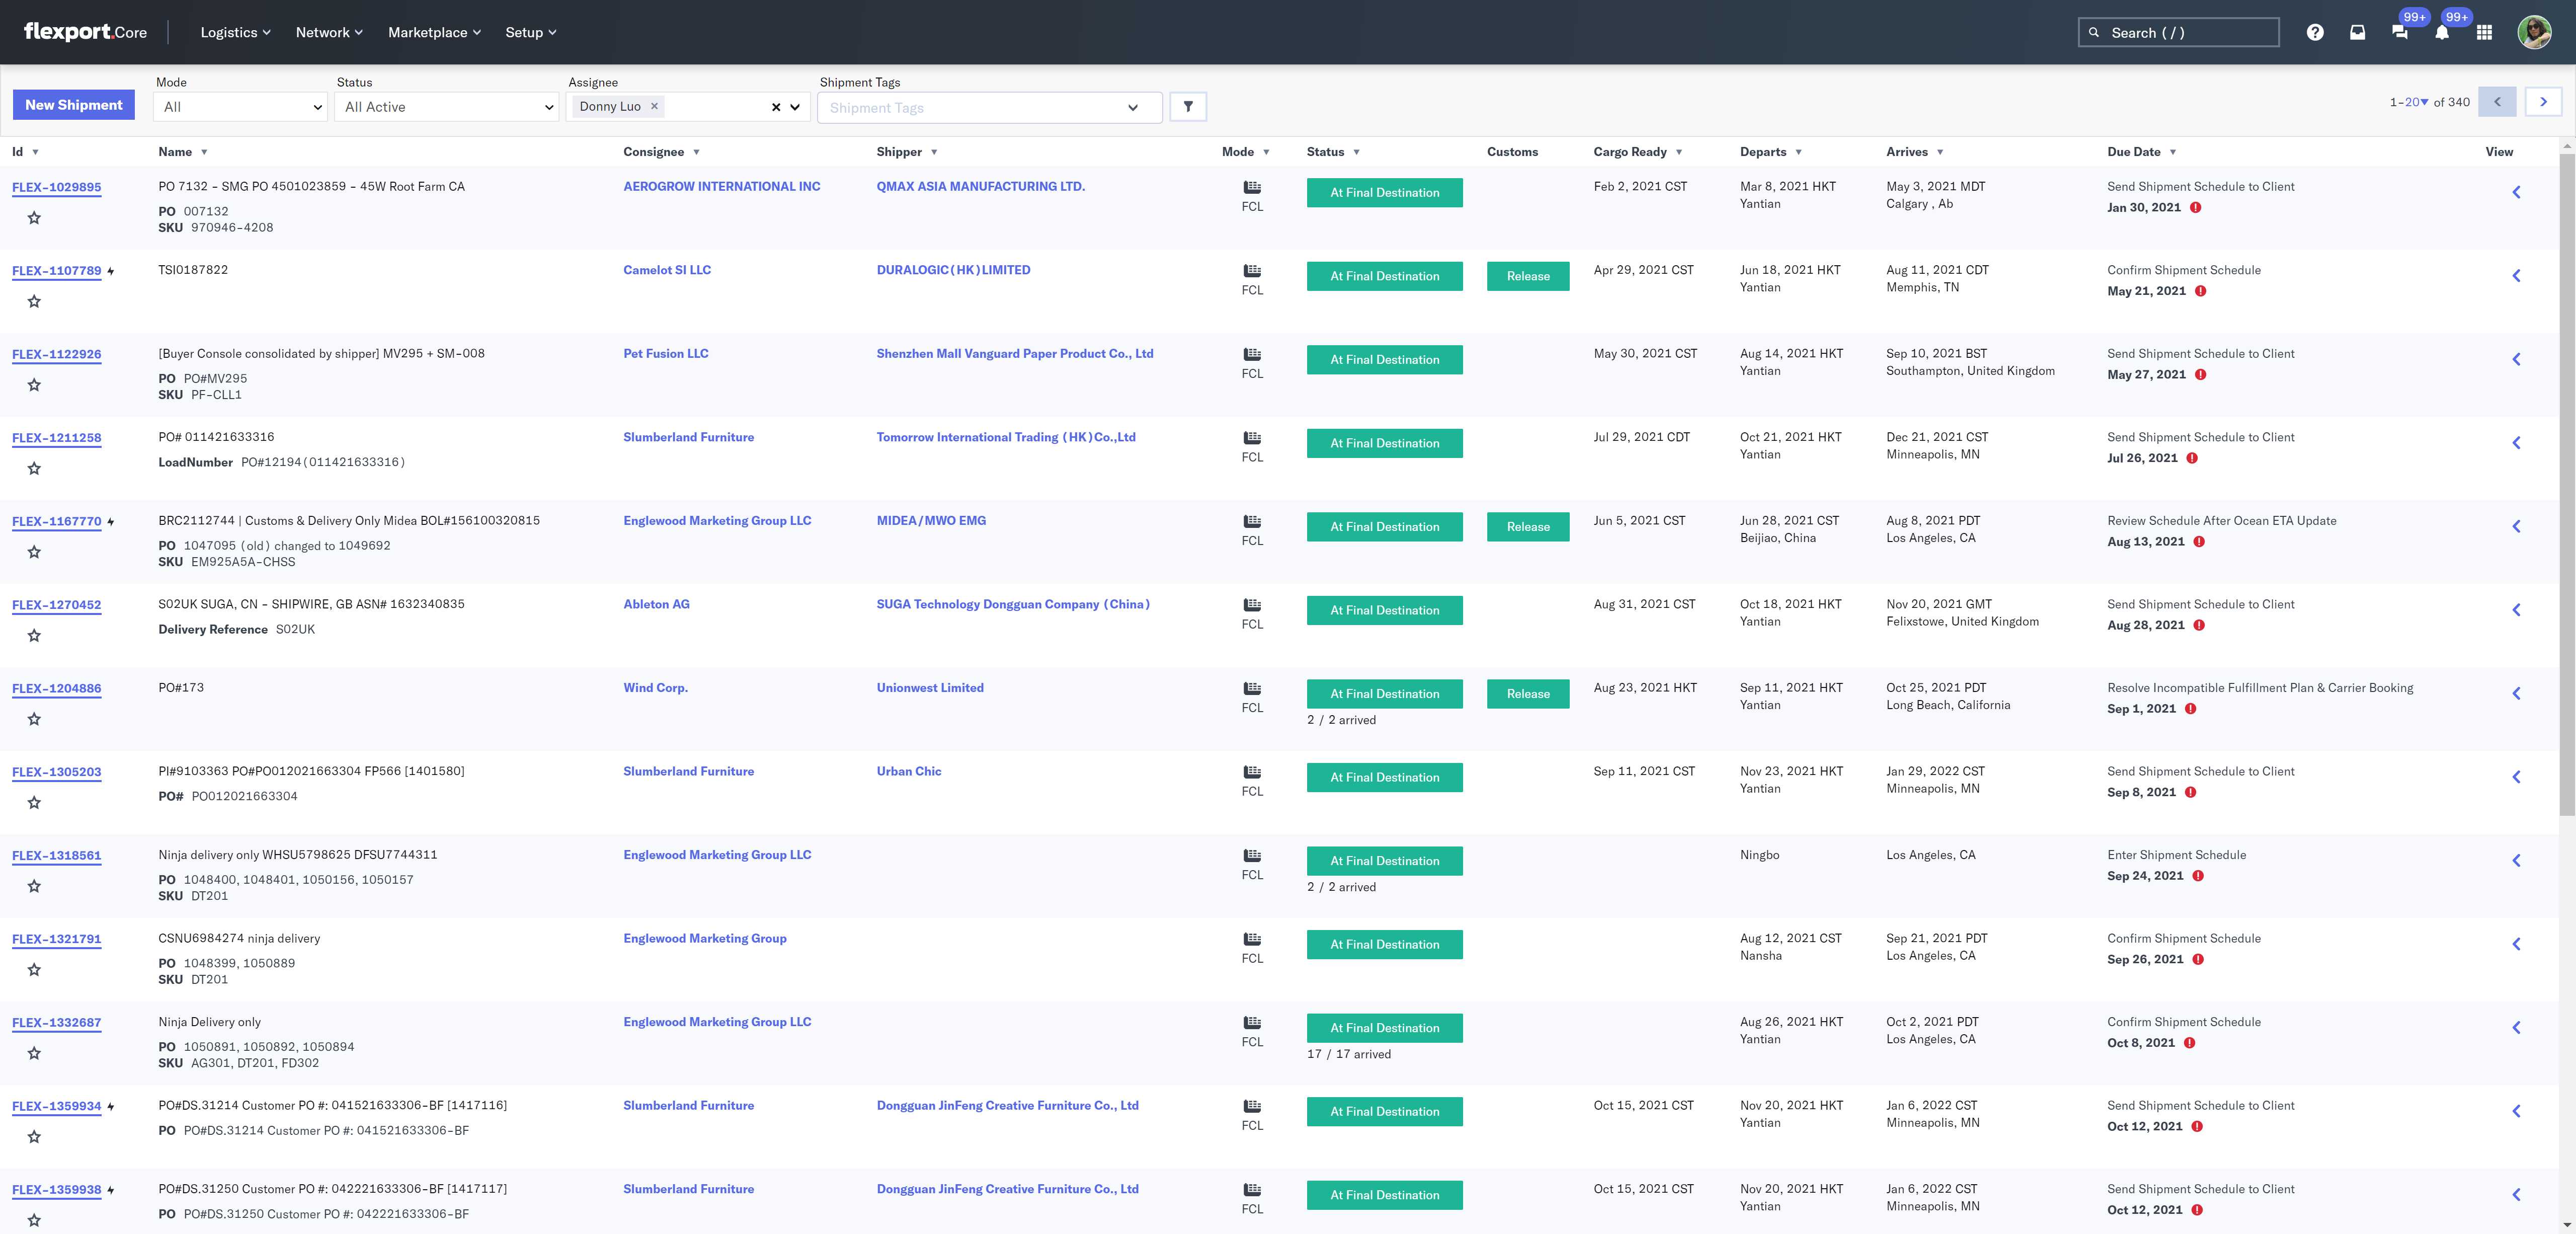 flexport.Core
Logistics Network Marketplace Setup
Search ( / )
99+ 99+
Mode Status Assignee Shipment Tags
New Shipment All All Active Donny Luo × Shipment Tags 1-20 of 340
Id Name Consignee Shipper Mode Status Customs Cargo Ready Departs Arrives Due Date View
FLEX-1029895 PO 7132 - SMG PO 4501023859 - 45W Root Farm CA AEROGROW INTERNATIONAL INC QMAX ASIA MANUFACTURING LTD. At Final Destination Feb 2, 2021 CST Mar 8, 2021 HKT May 3, 2021 MDT Send Shipment Schedule to Client
PO 007132 FCL Yantian Calgary , Ab Jan 30, 2021
SKU 970946-4208
FLEX-1107789 TSI0187822 Camelot SI LLC DURALOGIC(HK)LIMITED At Final Destination Release Apr 29, 2021 CST Jun 18, 2021 HKT Aug 11, 2021 CDT Confirm Shipment Schedule
FCL Yantian Memphis, TN May 21, 2021
FLEX-1122926 [Buyer Console consolidated by shipper] MV295 + SM-008 Pet Fusion LLC Shenzhen Mall Vanguard Paper Product Co., Ltd At Final Destination May 30, 2021 CST Aug 14, 2021 HKT Sep 10, 2021 BST Send Shipment Schedule to Client
PO PO#MV295 FCL Yantian Southampton, United Kingdom May 27, 2021
SKU PF-CLL1
FLEX-1211258 PO# 011421633316 Slumberland Furniture Tomorrow International Trading (HK)Co.,Ltd At Final Destination Jul 29, 2021 CDT Oct 21, 2021 HKT Dec 21, 2021 CST Send Shipment Schedule to Client
LoadNumber PO#12194(011421633316) FCL Yantian Minneapolis, MN Jul 26, 2021
FLEX-1167770 BRC2112744 | Customs & Delivery Only Midea BOL#156100320815 Englewood Marketing Group LLC MIDEA/MWO EMG At Final Destination Release Jun 5, 2021 CST Jun 28, 2021 CST Aug 8, 2021 PDT Review Schedule After Ocean ETA Update
PO 1047095 (old) changed to 1049692 FCL Beijiao, China Los Angeles, CA Aug 13, 2021
SKU EM925A5A-CHSS
FLEX-1270452 S02UK SUGA, CN - SHIPWIRE, GB ASN# 1632340835 Ableton AG SUGA Technology Dongguan Company (China) At Final Destination Aug 31, 2021 CST Oct 18, 2021 HKT Nov 20, 2021 GMT Send Shipment Schedule to Client
Delivery Reference S02UK FCL Yantian Felixstowe, United Kingdom Aug 28, 2021
FLEX-1204886 PO#173 Wind Corp. Unionwest Limited At Final Destination Release Aug 23, 2021 HKT Sep 11, 2021 HKT Oct 25, 2021 PDT Resolve Incompatible Fulfillment Plan & Carrier Booking
FCL 2 / 2 arrived Yantian Long Beach, California Sep 1, 2021
FLEX-1305203 PI#9103363 PO#PO012021663304 FP566 [1401580] Slumberland Furniture Urban Chic At Final Destination Sep 11, 2021 CST Nov 23, 2021 HKT Jan 29, 2022 CST Send Shipment Schedule to Client
PO# PO012021663304 FCL Yantian Minneapolis, MN Sep 8, 2021
FLEX-1318561 Ninja delivery only WHSU5798625 DFSU7744311 Englewood Marketing Group LLC At Final Destination Ningbo Los Angeles, CA Enter Shipment Schedule
PO 1048400, 1048401, 1050156, 1050157 FCL 2 / 2 arrived Sep 24, 2021
SKU DT201
FLEX-1321791 CSNU6984274 ninja delivery Englewood Marketing Group At Final Destination Aug 12, 2021 CST Sep 21, 2021 PDT Confirm Shipment Schedule
PO 1048399, 1050889 FCL Nansha Los Angeles, CA Sep 26, 2021
SKU DT201
FLEX-1332687 Ninja Delivery only Englewood Marketing Group LLC At Final Destination Aug 26, 2021 HKT Oct 2, 2021 PDT Confirm Shipment Schedule
PO 1050891, 1050892, 1050894 FCL 17 / 17 arrived Yantian Los Angeles, CA Oct 8, 2021
SKU AG301, DT201, FD302
FLEX-1359934 PO#DS.31214 Customer PO #: 041521633306-BF [1417116] Slumberland Furniture Dongguan JinFeng Creative Furniture Co., Ltd At Final Destination Oct 15, 2021 CST Nov 20, 2021 HKT Jan 6, 2022 CST Send Shipment Schedule to Client
PO PO#DS.31214 Customer PO #: 041521633306-BF FCL Yantian Minneapolis, MN Oct 12, 2021
FLEX-1359938 PO#DS.31250 Customer PO #: 042221633306-BF [1417117] Slumberland Furniture Dongguan JinFeng Creative Furniture Co., Ltd At Final Destination Oct 15, 2021 CST Nov 20, 2021 HKT Jan 6, 2022 CST Send Shipment Schedule to Client
PO PO#DS.31250 Customer PO #: 042221633306-BF FCL Yantian Minneapolis, MN Oct 12, 2021